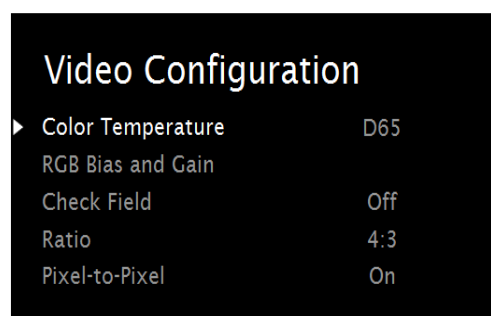 Video Configuration
Color Temperature D65
RGB Bias and Gain
Check Field Off
Ratio 4:3
Pixel-to-Pixel On